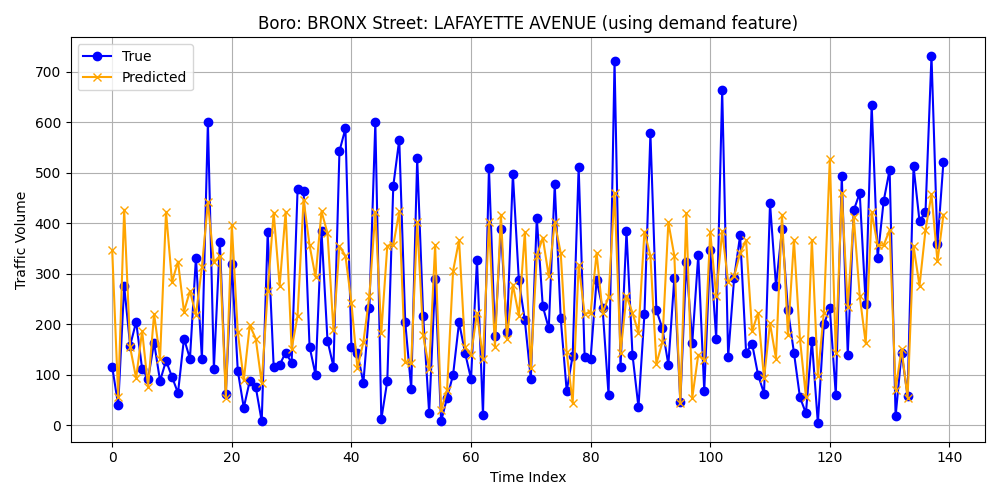 Boro: BRONX Street: LAFAYETTE AVENUE (using demand feature)
True
Predicted
Traffic Volume
700
600
500
400
300
200
100
0
0 20 40 60 80 100 120 140
Time Index